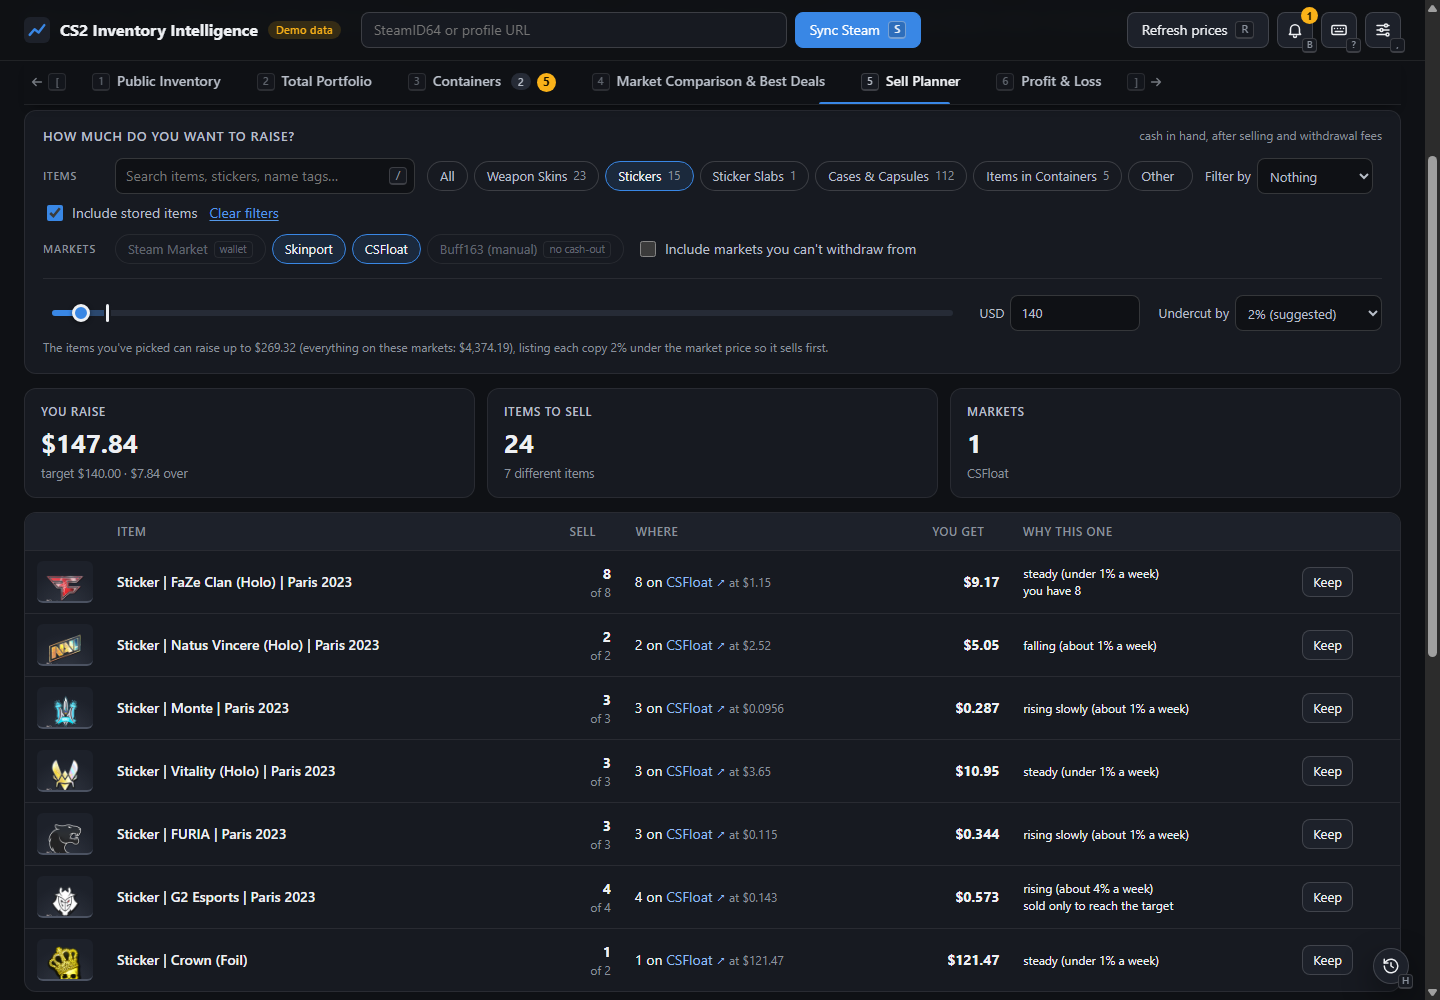 CS2 Inventory Intelligence Demo data SteamID64 or profile URL Sync Steam S Refresh prices R 1 B ? ,
← [ 1 Public Inventory 2 Total Portfolio 3 Containers 2 5 4 Market Comparison & Best Deals 5 Sell Planner 6 Profit & Loss ] →
HOW MUCH DO YOU WANT TO RAISE? cash in hand, after selling and withdrawal fees
ITEMS Search items, stickers, name tags... / All Weapon Skins 23 Stickers 15 Sticker Slabs 1 Cases & Capsules 112 Items in Containers 5 Other Filter by Nothing
Include stored items Clear filters
MARKETS Steam Market wallet Skinport CSFloat Buff163 (manual) no cash-out Include markets you can't withdraw from
USD 140 Undercut by 2% (suggested)
The items you've picked can raise up to $269.32 (everything on these markets: $4,374.19), listing each copy 2% under the market price so it sells first.
YOU RAISE
$147.84
target $140.00 · $7.84 over
ITEMS TO SELL
24
7 different items
MARKETS
1
CSFloat
ITEM SELL WHERE YOU GET WHY THIS ONE
Sticker | FaZe Clan (Holo) | Paris 2023 8 of 8 8 on CSFloat ↗ at $1.15 $9.17 steady (under 1% a week) you have 8 Keep
Sticker | Natus Vincere (Holo) | Paris 2023 2 of 2 2 on CSFloat ↗ at $2.52 $5.05 falling (about 1% a week) Keep
Sticker | Monte | Paris 2023 3 of 3 3 on CSFloat ↗ at $0.0956 $0.287 rising slowly (about 1% a week) Keep
Sticker | Vitality (Holo) | Paris 2023 3 of 3 3 on CSFloat ↗ at $3.65 $10.95 steady (under 1% a week) Keep
Sticker | FURIA | Paris 2023 3 of 3 3 on CSFloat ↗ at $0.115 $0.344 rising slowly (about 1% a week) Keep
Sticker | G2 Esports | Paris 2023 4 of 4 4 on CSFloat ↗ at $0.143 $0.573 rising (about 4% a week) sold only to reach the target Keep
Sticker | Crown (Foil) 1 of 2 1 on CSFloat ↗ at $121.47 $121.47 steady (under 1% a week) Keep
H